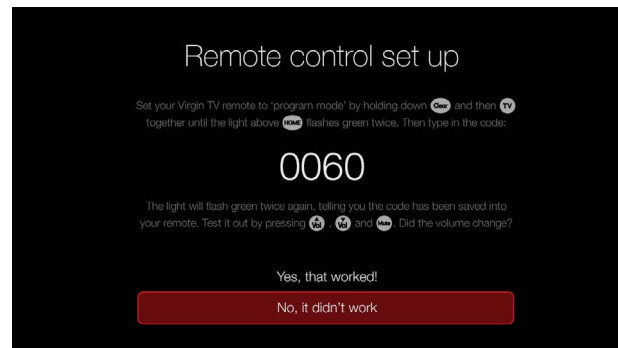 Remote control set up
Set your Virgin TV remote to 'program mode' by holding down Clear and then TV
together until the light above HOME flashes green twice. Then type in the code:
0060
The light will flash green twice again, telling you the code has been saved into
your remote. Test it out by pressing Vol , Vol and Mute . Did the volume change?
Yes, that worked!
No, it didn't work